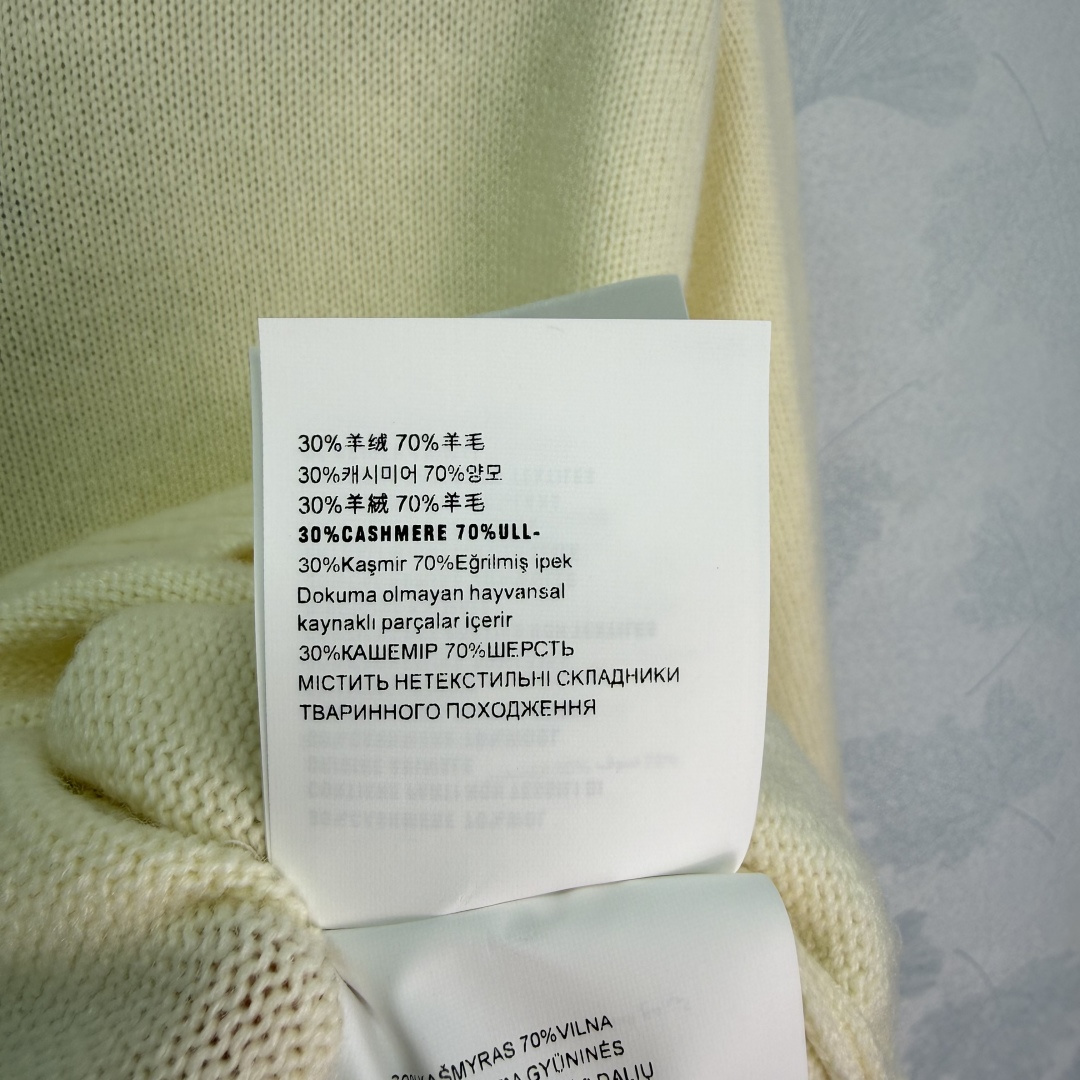 30%羊绒 70%羊毛
30%캐시미어 70%양모
30%羊絨 70%羊毛
30%CASHMERE 70%ULL-
30%Kaşmir 70%Eğrilmiş ipek
Dokuma olmayan hayvansal
kaynaklı parçalar içerir
30%КАШЕМІР 70%ШЕРСТЬ
МІСТИТЬ НЕТЕКСТИЛЬНІ СКЛАДНИКИ
ТВАРИННОГО ПОХОДЖЕННЯ
70%VILNA
GYŪNINĖS
DALIŲ